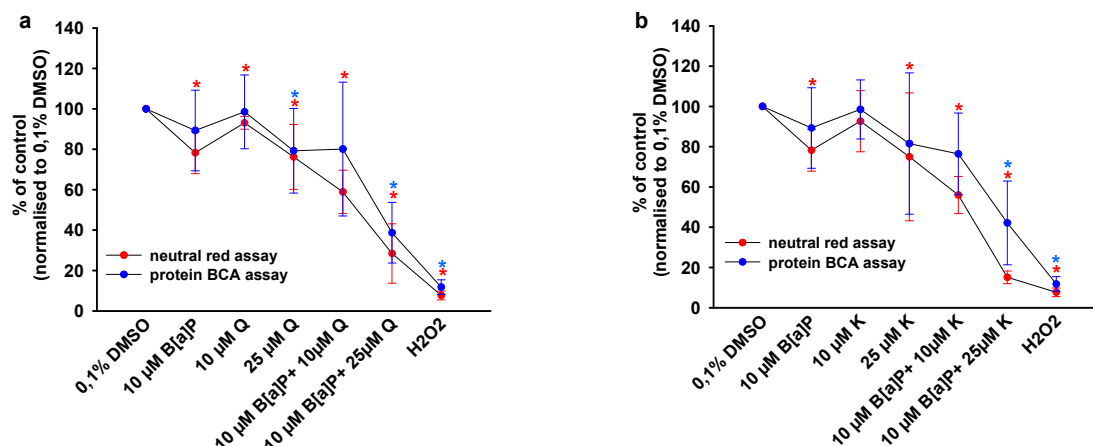 a
140
120
100
80
60
40
20
0
% of control
(normalised to 0,1% DMSO)
* * * * * * * * *
neutral red assay
protein BCA assay
0,1% DMSO
10 µM B[a]P
10 µM Q
25 µM Q
10 µM B[a]P+ 10µM Q
10 µM B[a]P+ 25µM Q
H2O2
b
140
120
100
80
60
40
20
0
% of control
(normalised to 0,1% DMSO)
* * * * * * *
neutral red assay
protein BCA assay
0,1% DMSO
10 µM B[a]P
10 µM K
25 µM K
10 µM B[a]P+ 10µM K
10 µM B[a]P+ 25µM K
H2O2